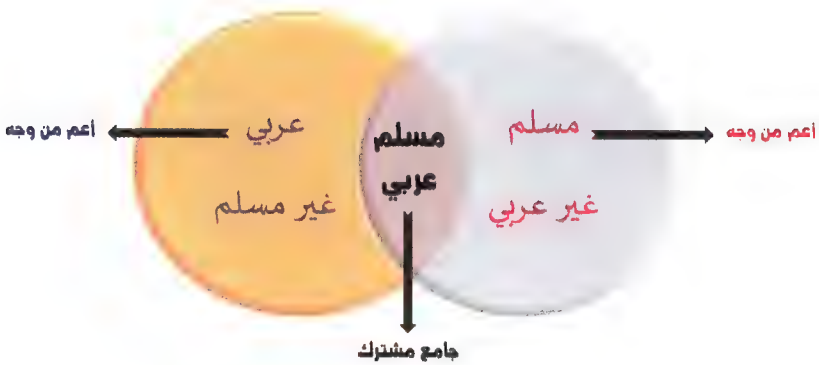 أعم من وجه
مسلم
غير عربي
مسلم
عربي
عربي
غير مسلم
أعم من وجه
جامع مشترك